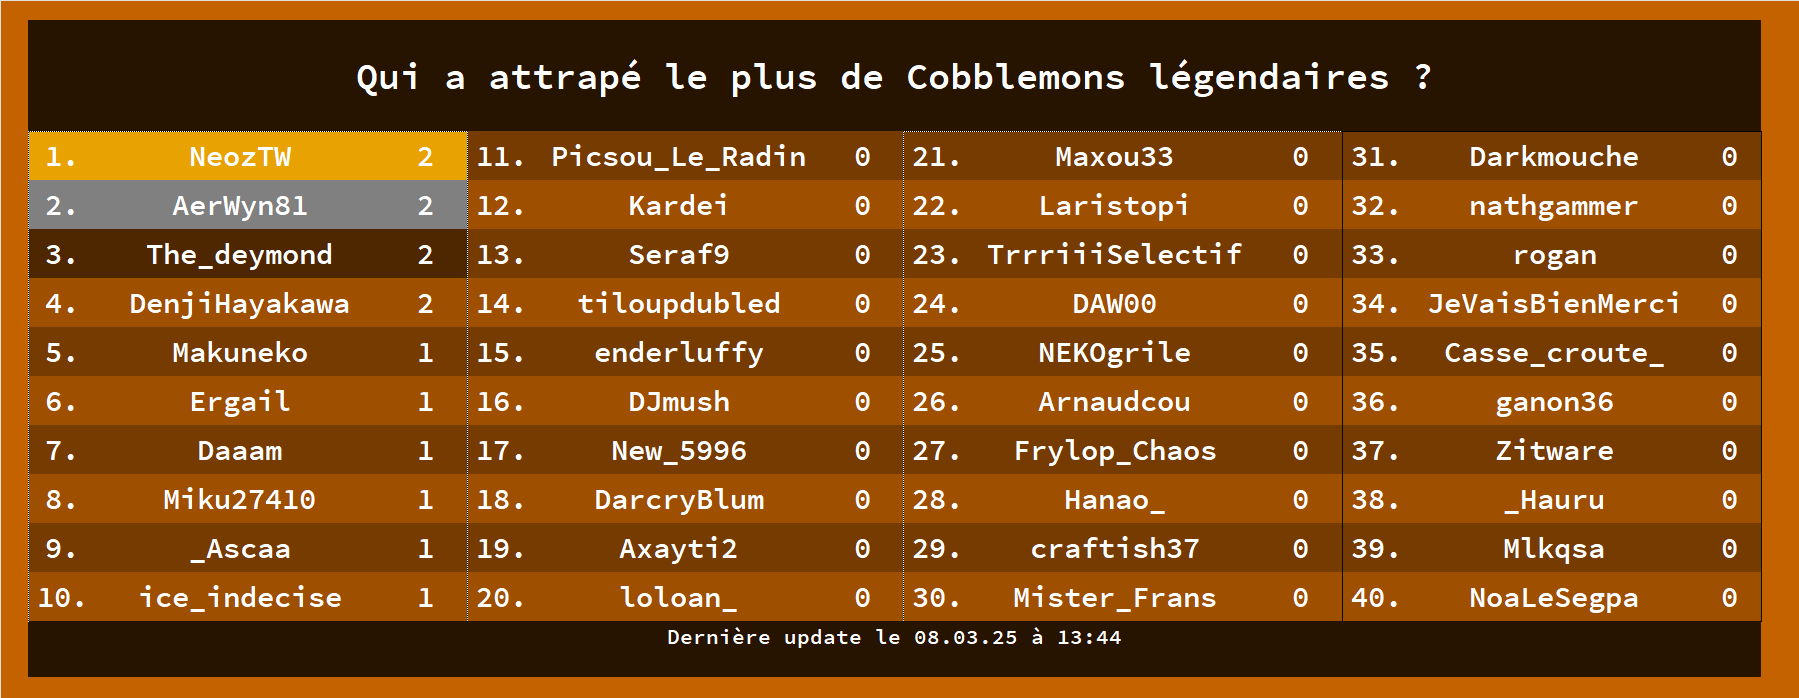 Qui a attrapé le plus de Cobblemons légendaires ?
1. NeozTW 2 11. Picsou_Le_Radin 0 21. Maxou33 0 31. Darkmouche 0
2. AerWyn81 2 12. Kardei 0 22. Laristopi 0 32. nathgammer 0
3. The_deymond 2 13. Seraf9 0 23. TrrriiiSelectif 0 33. rogan 0
4. DenjiHayakawa 2 14. tiloupdubled 0 24. DAW00 0 34. JeVaisBienMerci 0
5. Makuneko 1 15. enderluffy 0 25. NEKOgrile 0 35. Casse_croute_ 0
6. Ergail 1 16. DJmush 0 26. Arnaudcou 0 36. ganon36 0
7. Daaam 1 17. New_5996 0 27. Frylop_Chaos 0 37. Zitware 0
8. Miku27410 1 18. DarcryBlum 0 28. Hanao_ 0 38. _Hauru 0
9. _Ascaa 1 19. Axayti2 0 29. craftish37 0 39. Mlkqsa 0
10. ice_indecise 1 20. loloan_ 0 30. Mister_Frans 0 40. NoaLeSegpa 0
Dernière update le 08.03.25 à 13:44